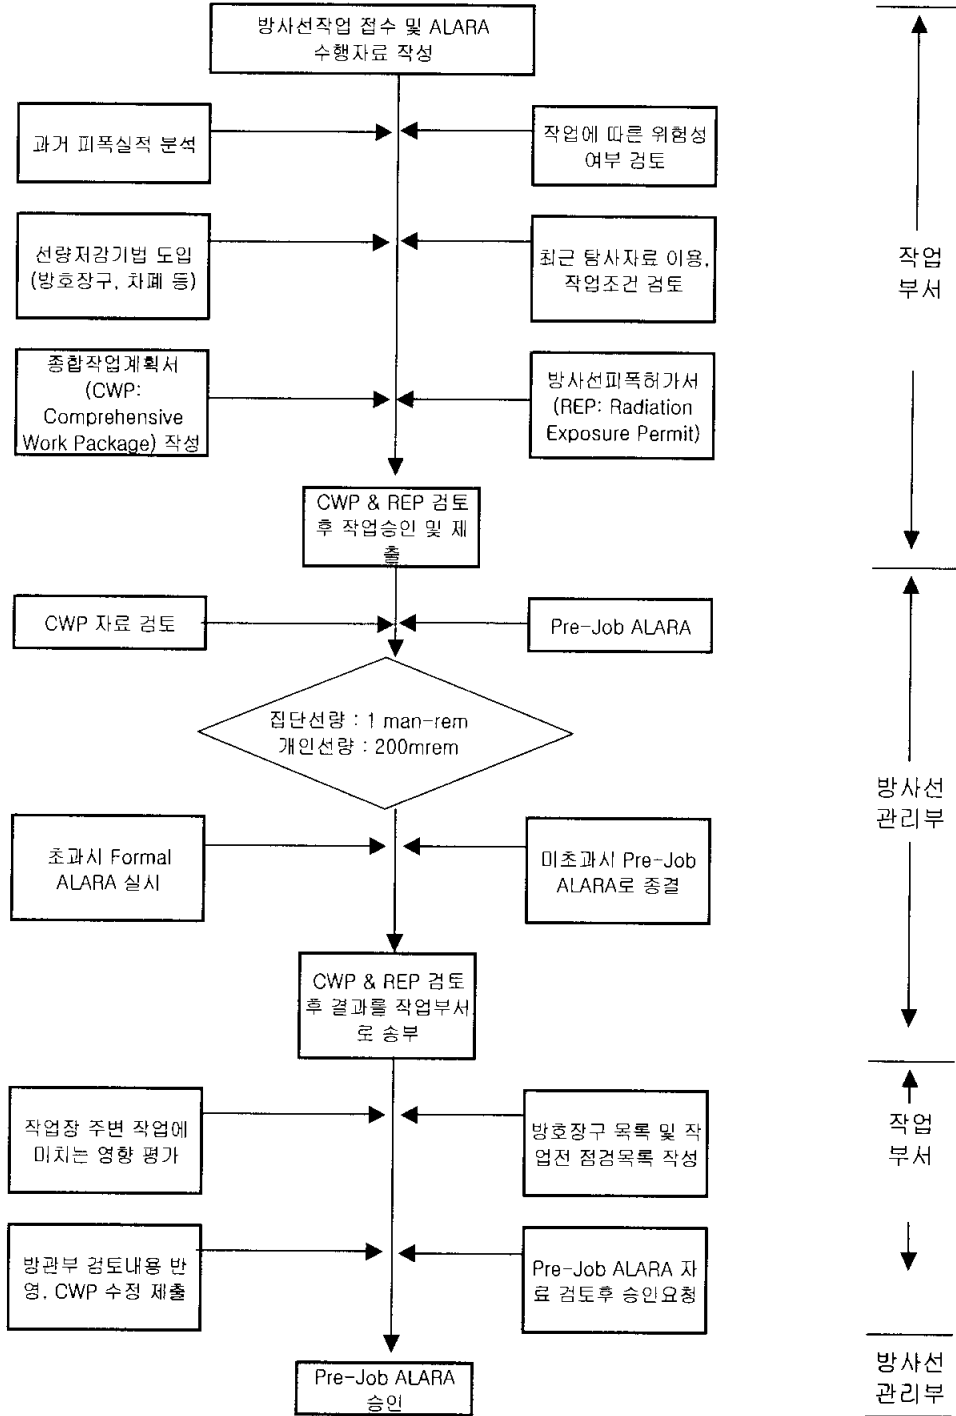 방사선작업 접수 및 ALARA
수행자료 작성
과거 피폭실적 분석
작업에 따른 위험성
여부 검토
선량저감기법 도입
(방호장구, 차폐 등)
최근 탐사자료 이용,
작업조건 검토
작업
부서
종합작업계획서
(CWP:
Comprehensive
Work Package) 작성
방사선피폭허가서
(REP: Radiation
Exposure Permit)
CWP & REP 검토
후 작업승인 및 제
출
CWP 자료 검토
Pre-Job ALARA
집단선량 : 1 man-rem
개인선량 : 200mrem
방사선
관리부
초과시 Formal
ALARA 실시
미초과시 Pre-Job
ALARA로 종결
CWP & REP 검토
후 결과를 작업부서
로 송부
작업장 주변 작업에
미치는 영향 평가
방호장구 목록 및 작
업전 점검목록 작성
작업
부서
방관부 검토내용 반
영, CWP 수정 제출
Pre-Job ALARA 자
료 검토후 승인요청
Pre-Job ALARA
승인
방사선
관리부